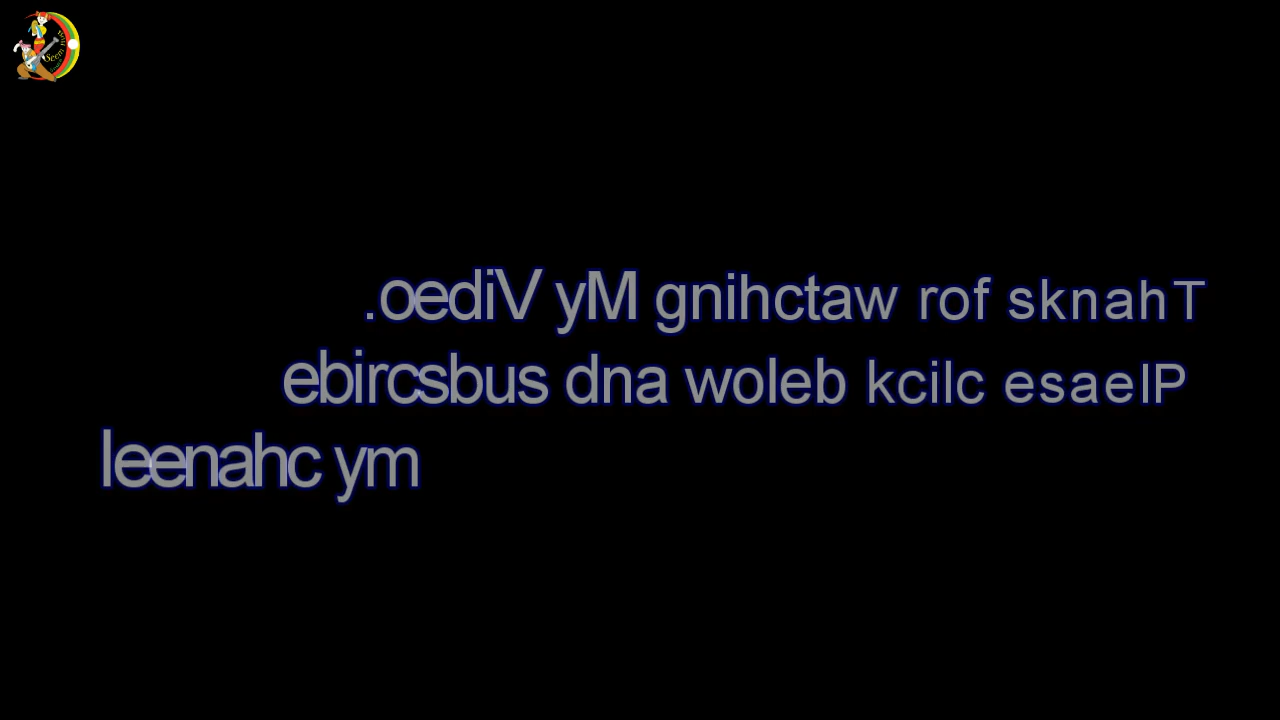 .oediV yM gnihctaw rof sknahT
ebircsbus dna woleb kcilc esaelP
leenahc ym